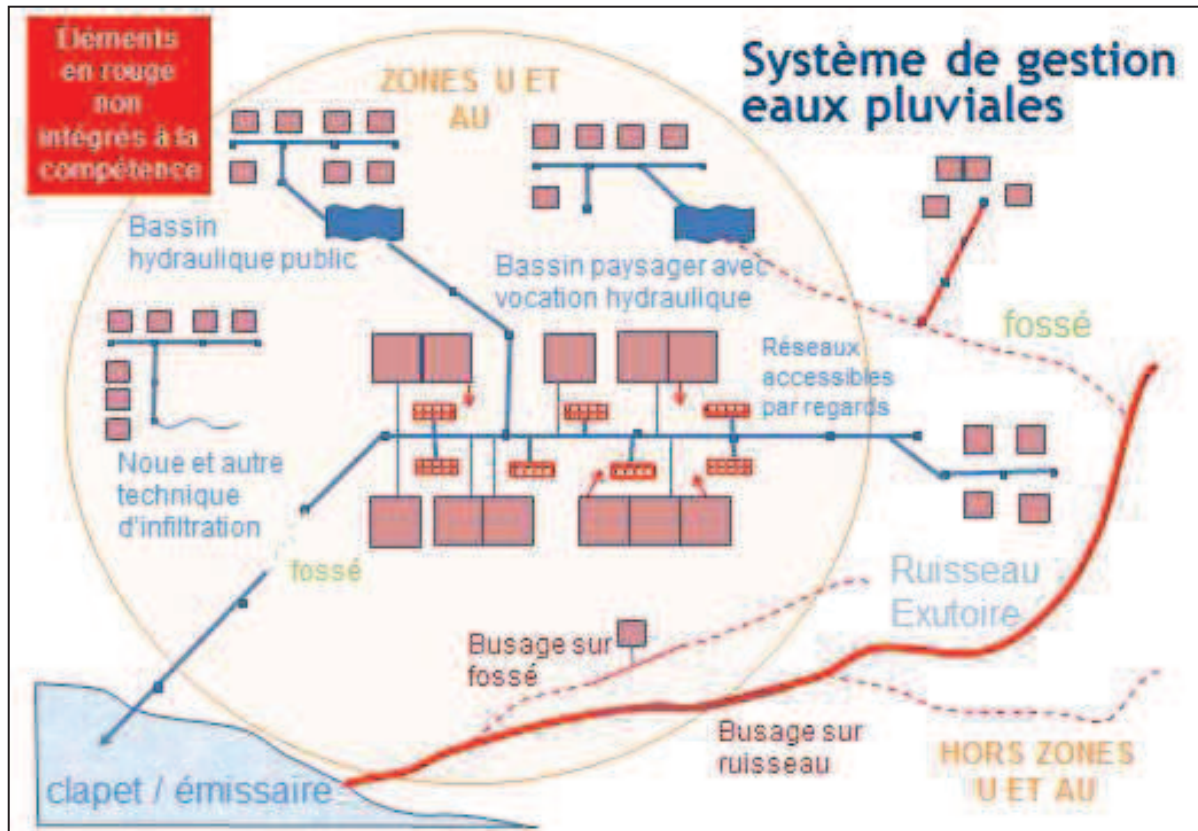 Éléments
en rouge
non
intégrés à la
compétence
ZONES U ET
AU
Système de gestion
eaux pluviales
Bassin
hydraulique public
Bassin paysager avec
vocation hydraulique
fossé
Réseaux
accessibles
par regards
Noue et autre
technique
d'infiltration
fossé
Ruisseau
Exutoire
Busage sur
fossé
Busage sur
ruisseau
HORS ZONES
U ET AU
clapet / émissaire